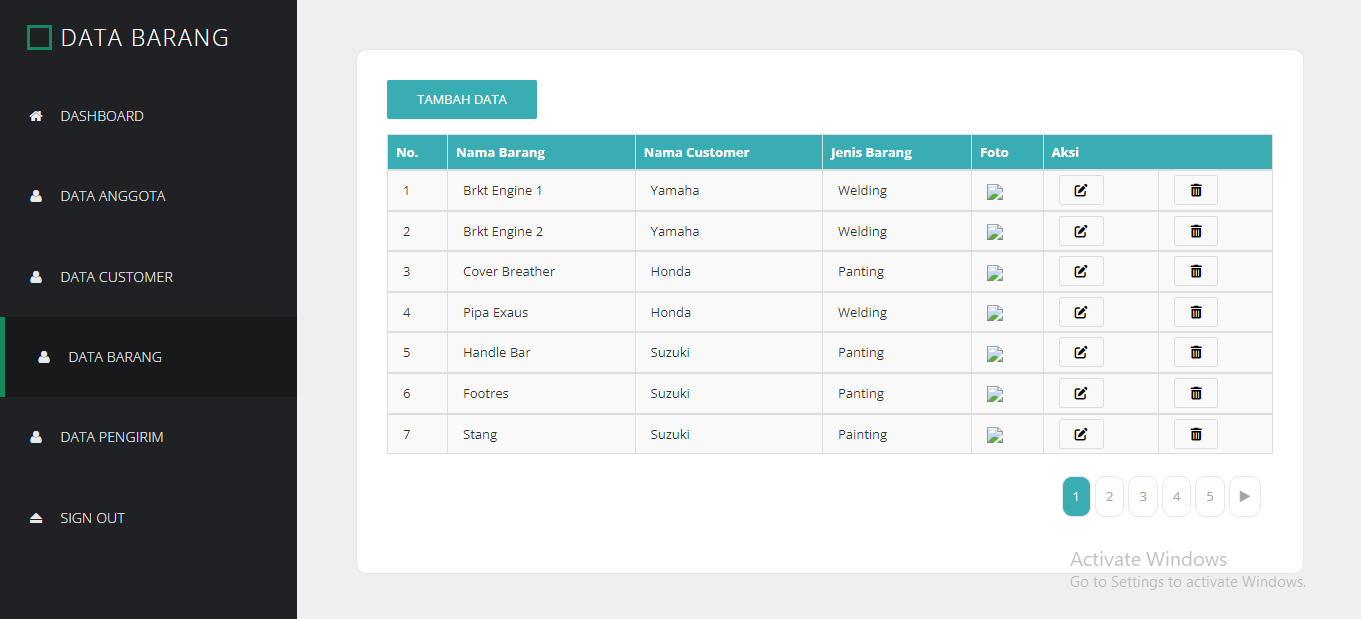 DATA BARANG
DASHBOARD
DATA ANGGOTA
DATA CUSTOMER
DATA BARANG
DATA PENGIRIM
SIGN OUT
TAMBAH DATA
No. Nama Barang Nama Customer Jenis Barang Foto Aksi
1 Brkt Engine 1 Yamaha Welding
2 Brkt Engine 2 Yamaha Welding
3 Cover Breather Honda Panting
4 Pipa Exaus Honda Welding
5 Handle Bar Suzuki Panting
6 Footres Suzuki Panting
7 Stang Suzuki Painting
1 2 3 4 5
Activate Windows
Go to Settings to activate Windows.